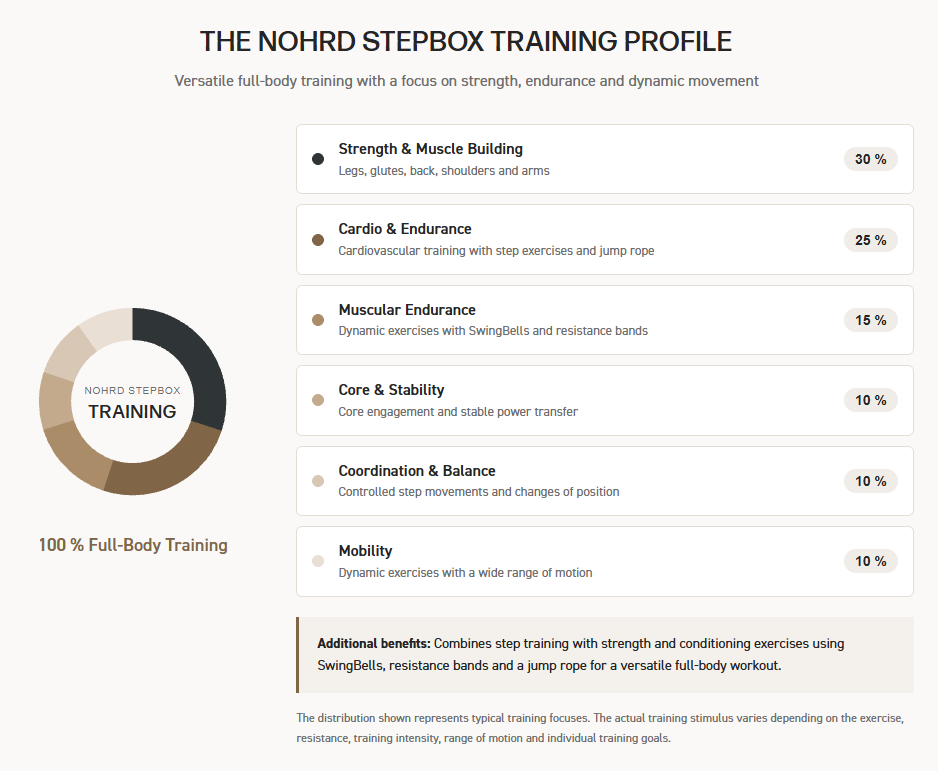 THE NOHRD STEPBOX TRAINING PROFILE
Versatile full-body training with a focus on strength, endurance and dynamic movement
NOHRD STEPBOX
TRAINING
100 % Full-Body Training
Strength & Muscle Building
Legs, glutes, back, shoulders and arms
30 %
Cardio & Endurance
Cardiovascular training with step exercises and jump rope
25 %
Muscular Endurance
Dynamic exercises with SwingBells and resistance bands
15 %
Core & Stability
Core engagement and stable power transfer
10 %
Coordination & Balance
Controlled step movements and changes of position
10 %
Mobility
Dynamic exercises with a wide range of motion
10 %
Additional benefits: Combines step training with strength and conditioning exercises using
SwingBells, resistance bands and a jump rope for a versatile full-body workout.
The distribution shown represents typical training focuses. The actual training stimulus varies depending on the exercise,
resistance, training intensity, range of motion and individual training goals.